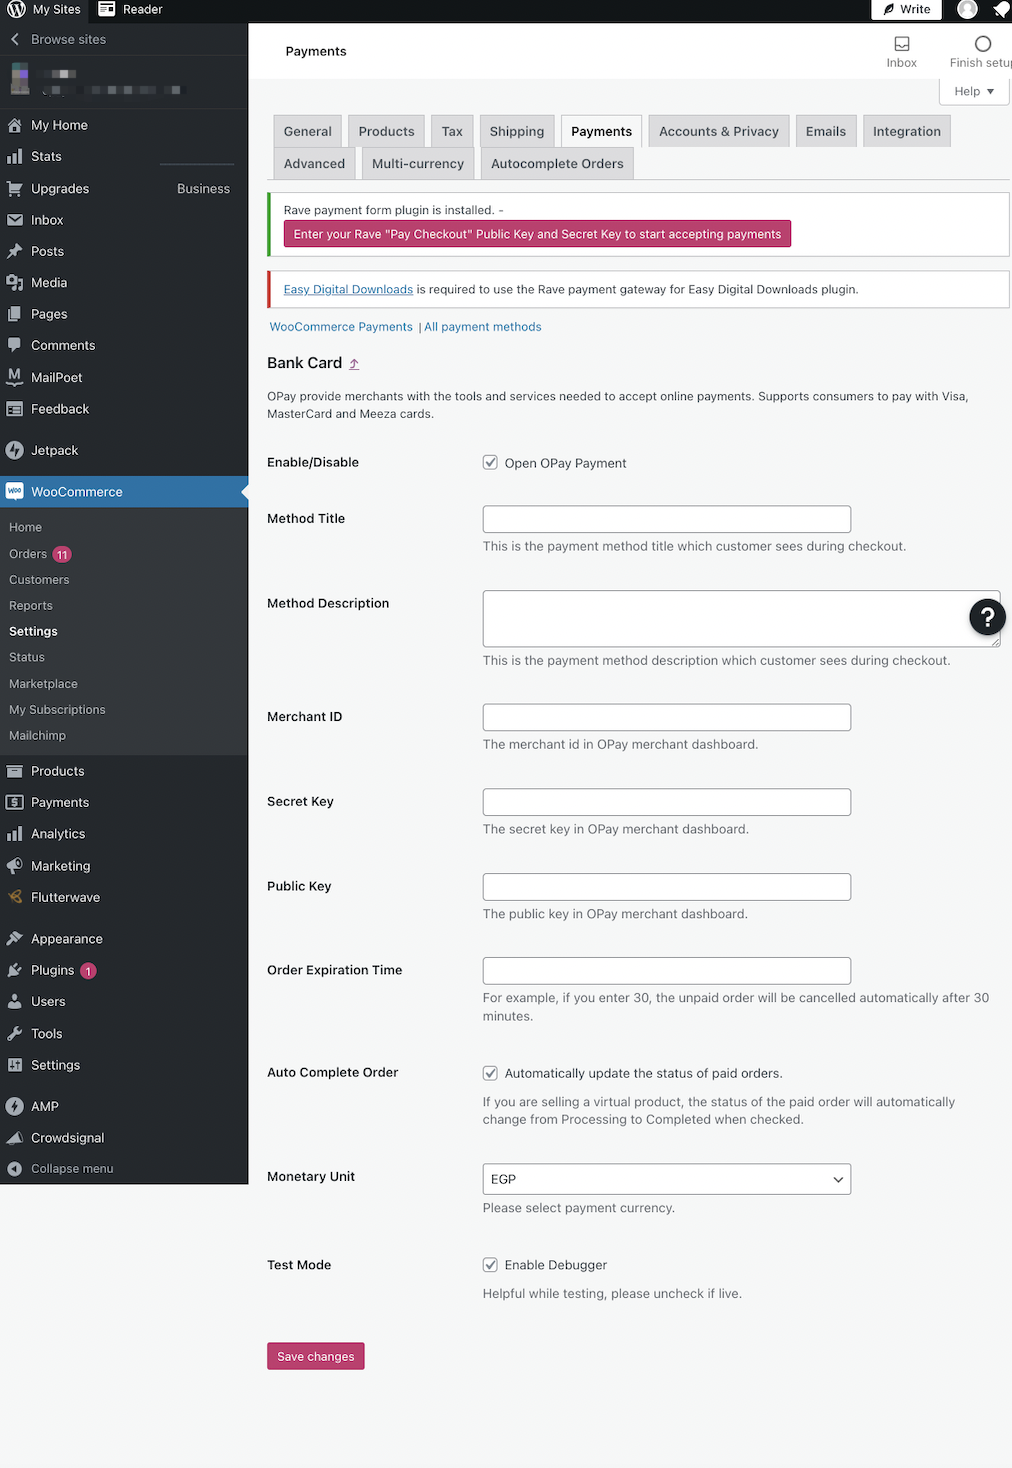 My Sites
Reader
Write
Browse sites
Payments
Inbox
Finish setu
Help
My Home
Stats
Upgrades Business
Inbox
Posts
Media
Pages
Comments
MailPoet
Feedback
Jetpack
WooCommerce
Home
Orders 11
Customers
Reports
Settings
Status
Marketplace
My Subscriptions
Mailchimp
Products
Payments
Analytics
Marketing
Flutterwave
Appearance
Plugins 1
Users
Tools
Settings
AMP
Crowdsignal
Collapse menu
General Products Tax Shipping Payments Accounts & Privacy Emails Integration
Advanced Multi-currency Autocomplete Orders
Rave payment form plugin is installed. -
Enter your Rave "Pay Checkout" Public Key and Secret Key to start accepting payments
Easy Digital Downloads is required to use the Rave payment gateway for Easy Digital Downloads plugin.
WooCommerce Payments | All payment methods
Bank Card
OPay provide merchants with the tools and services needed to accept online payments. Supports consumers to pay with Visa,
MasterCard and Meeza cards.
Enable/Disable
Open OPay Payment
Method Title
This is the payment method title which customer sees during checkout.
Method Description
?
This is the payment method description which customer sees during checkout.
Merchant ID
The merchant id in OPay merchant dashboard.
Secret Key
The secret key in OPay merchant dashboard.
Public Key
The public key in OPay merchant dashboard.
Order Expiration Time
For example, if you enter 30, the unpaid order will be cancelled automatically after 30
minutes.
Auto Complete Order
Automatically update the status of paid orders.
If you are selling a virtual product, the status of the paid order will automatically
change from Processing to Completed when checked.
Monetary Unit
EGP
Please select payment currency.
Test Mode
Enable Debugger
Helpful while testing, please uncheck if live.
Save changes